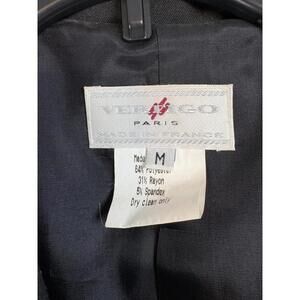 VERTIGO
PARIS
MADE IN FRANCE
M
64% Polyester
31% Rayon
5% Spandex
Dry clean only